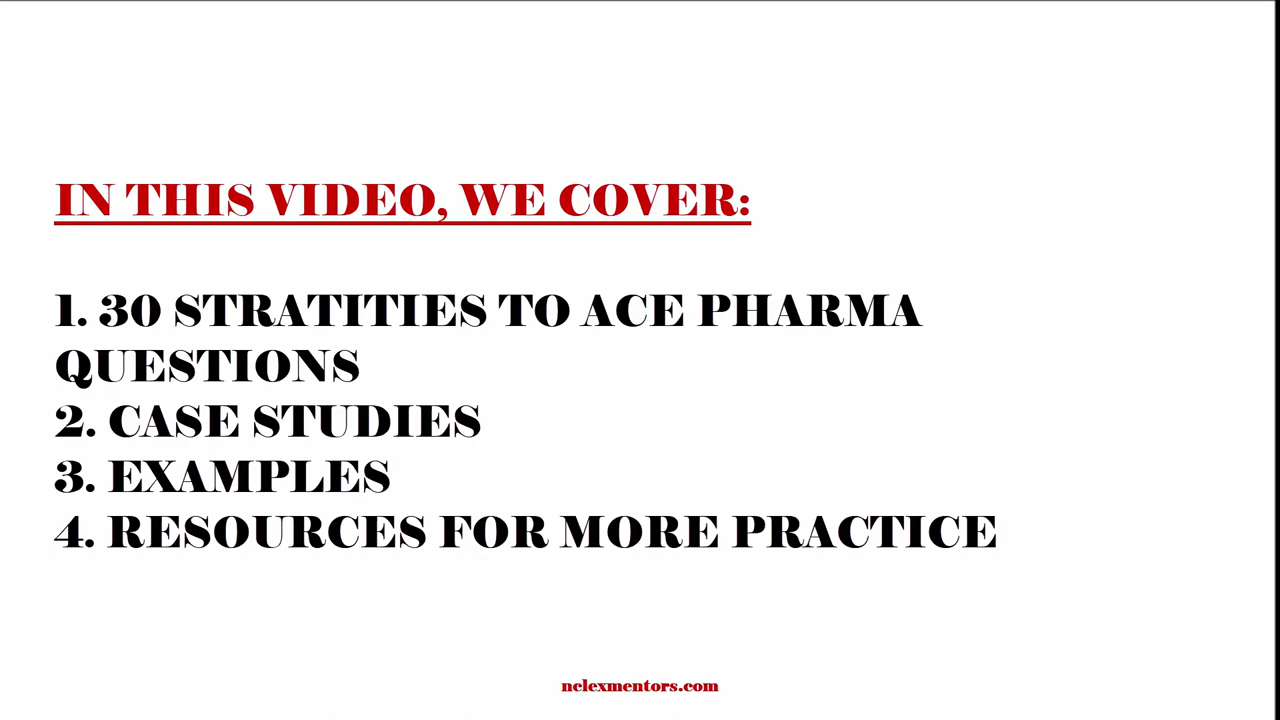 IN THIS VIDEO, WE COVER:
1. 30 STRATITIES TO ACE PHARMA
QUESTIONS
2. CASE STUDIES
3. EXAMPLES
4. RESOURCES FOR MORE PRACTICE
nclexmentors.com